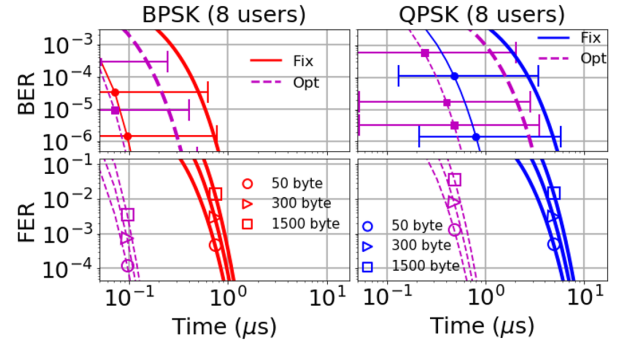 BPSK (8 users) QPSK (8 users)
BER
10⁻³
10⁻⁴
10⁻⁵
10⁻⁶
Fix
Opt
Fix
Opt
FER
10⁻¹
10⁻²
10⁻³
10⁻⁴
50 byte
300 byte
1500 byte
50 byte
300 byte
1500 byte
10⁻¹ 10⁰ 10¹ 10⁻¹ 10⁰ 10¹
Time (μs) Time (μs)